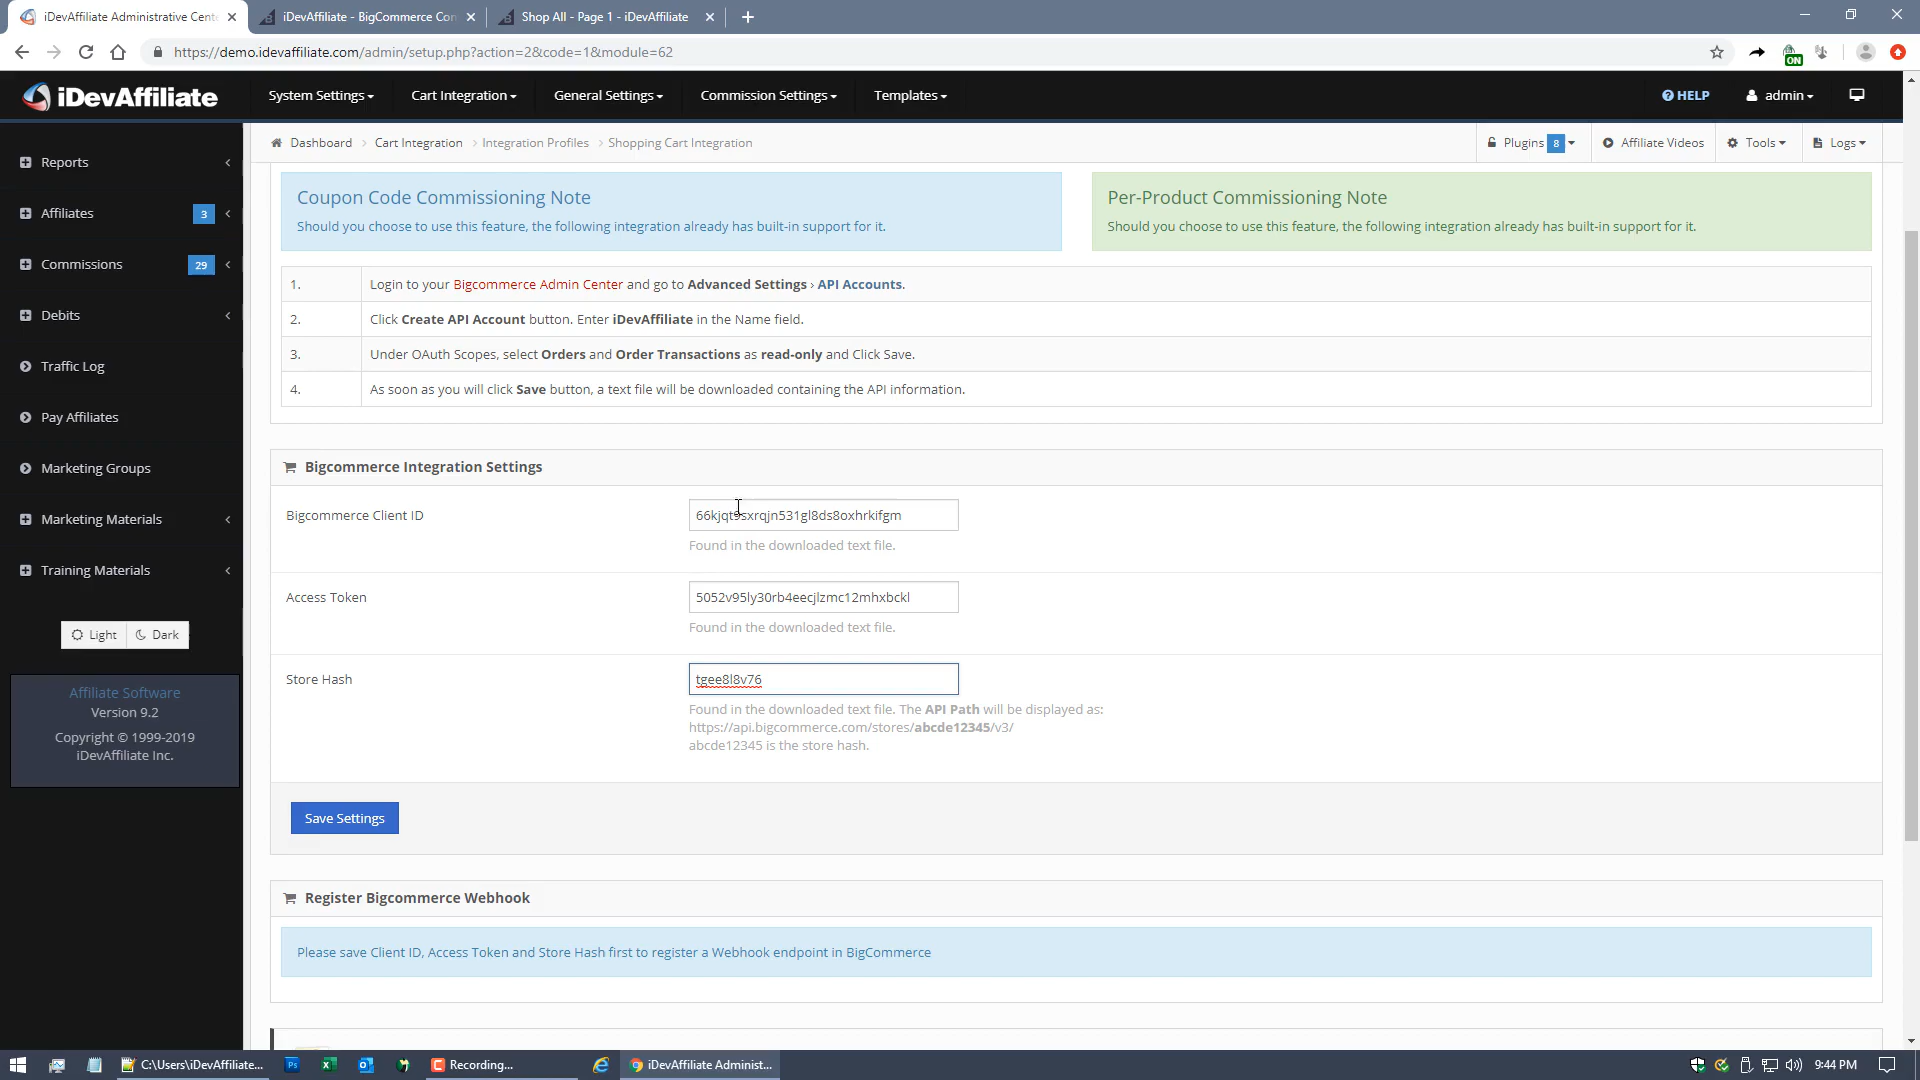 iDevAffiliate Administrative Cente
iDevAffiliate - BigCommerce Con
Shop All - Page 1 - iDevAffiliate
https://demo.idevaffiliate.com/admin/setup.php?action=2&code=1&module=62
ON
iDevAffiliate
System Settings
Cart Integration
General Settings
Commission Settings
Templates
HELP
admin
Dashboard > Cart Integration > Integration Profiles > Shopping Cart Integration
Plugins 8
Affiliate Videos
Tools
Logs
Reports
Affiliates 3
Commissions 29
Debits
Traffic Log
Pay Affiliates
Marketing Groups
Marketing Materials
Training Materials
Light
Dark
Affiliate Software
Version 9.2
Copyright © 1999-2019
iDevAffiliate Inc.
Coupon Code Commissioning Note
Should you choose to use this feature, the following integration already has built-in support for it.
Per-Product Commissioning Note
Should you choose to use this feature, the following integration already has built-in support for it.
1. Login to your Bigcommerce Admin Center and go to Advanced Settings › API Accounts.
2. Click Create API Account button. Enter iDevAffiliate in the Name field.
3. Under OAuth Scopes, select Orders and Order Transactions as read-only and Click Save.
4. As soon as you will click Save button, a text file will be downloaded containing the API information.
Bigcommerce Integration Settings
Bigcommerce Client ID
66kjqt9sxrqjn531gl8ds8oxhrkifgm
Found in the downloaded text file.
Access Token
5052v95ly30rb4eecjlzmc12mhxbckl
Found in the downloaded text file.
Store Hash
tgee8l8v76
Found in the downloaded text file. The API Path will be displayed as:
https://api.bigcommerce.com/stores/abcde12345/v3/
abcde12345 is the store hash.
Save Settings
Register Bigcommerce Webhook
Please save Client ID, Access Token and Store Hash first to register a Webhook endpoint in BigCommerce
C:\Users\iDevAffiliate...
Ps
Recording...
iDevAffiliate Administ...
9:44 PM